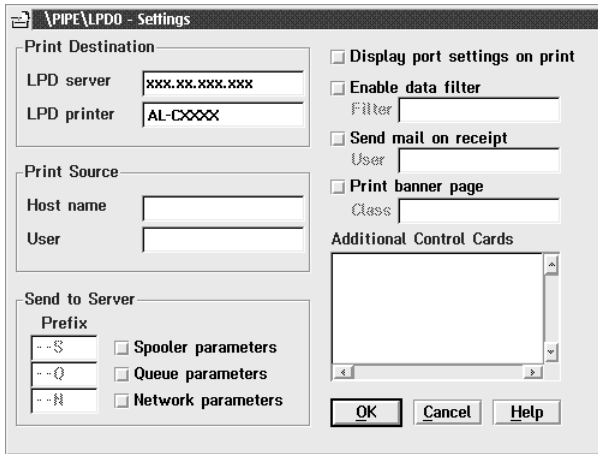 \PIPE\LPD0 - Settings
Print Destination
LPD server xxx.xx.xxx.xxx
LPD printer AL-CXXXX
Print Source
Host name
User
Send to Server
Prefix
--S Spooler parameters
--Q Queue parameters
--N Network parameters
Display port settings on print
Enable data filter
Filter
Send mail on receipt
User
Print banner page
Class
Additional Control Cards
OK Cancel Help